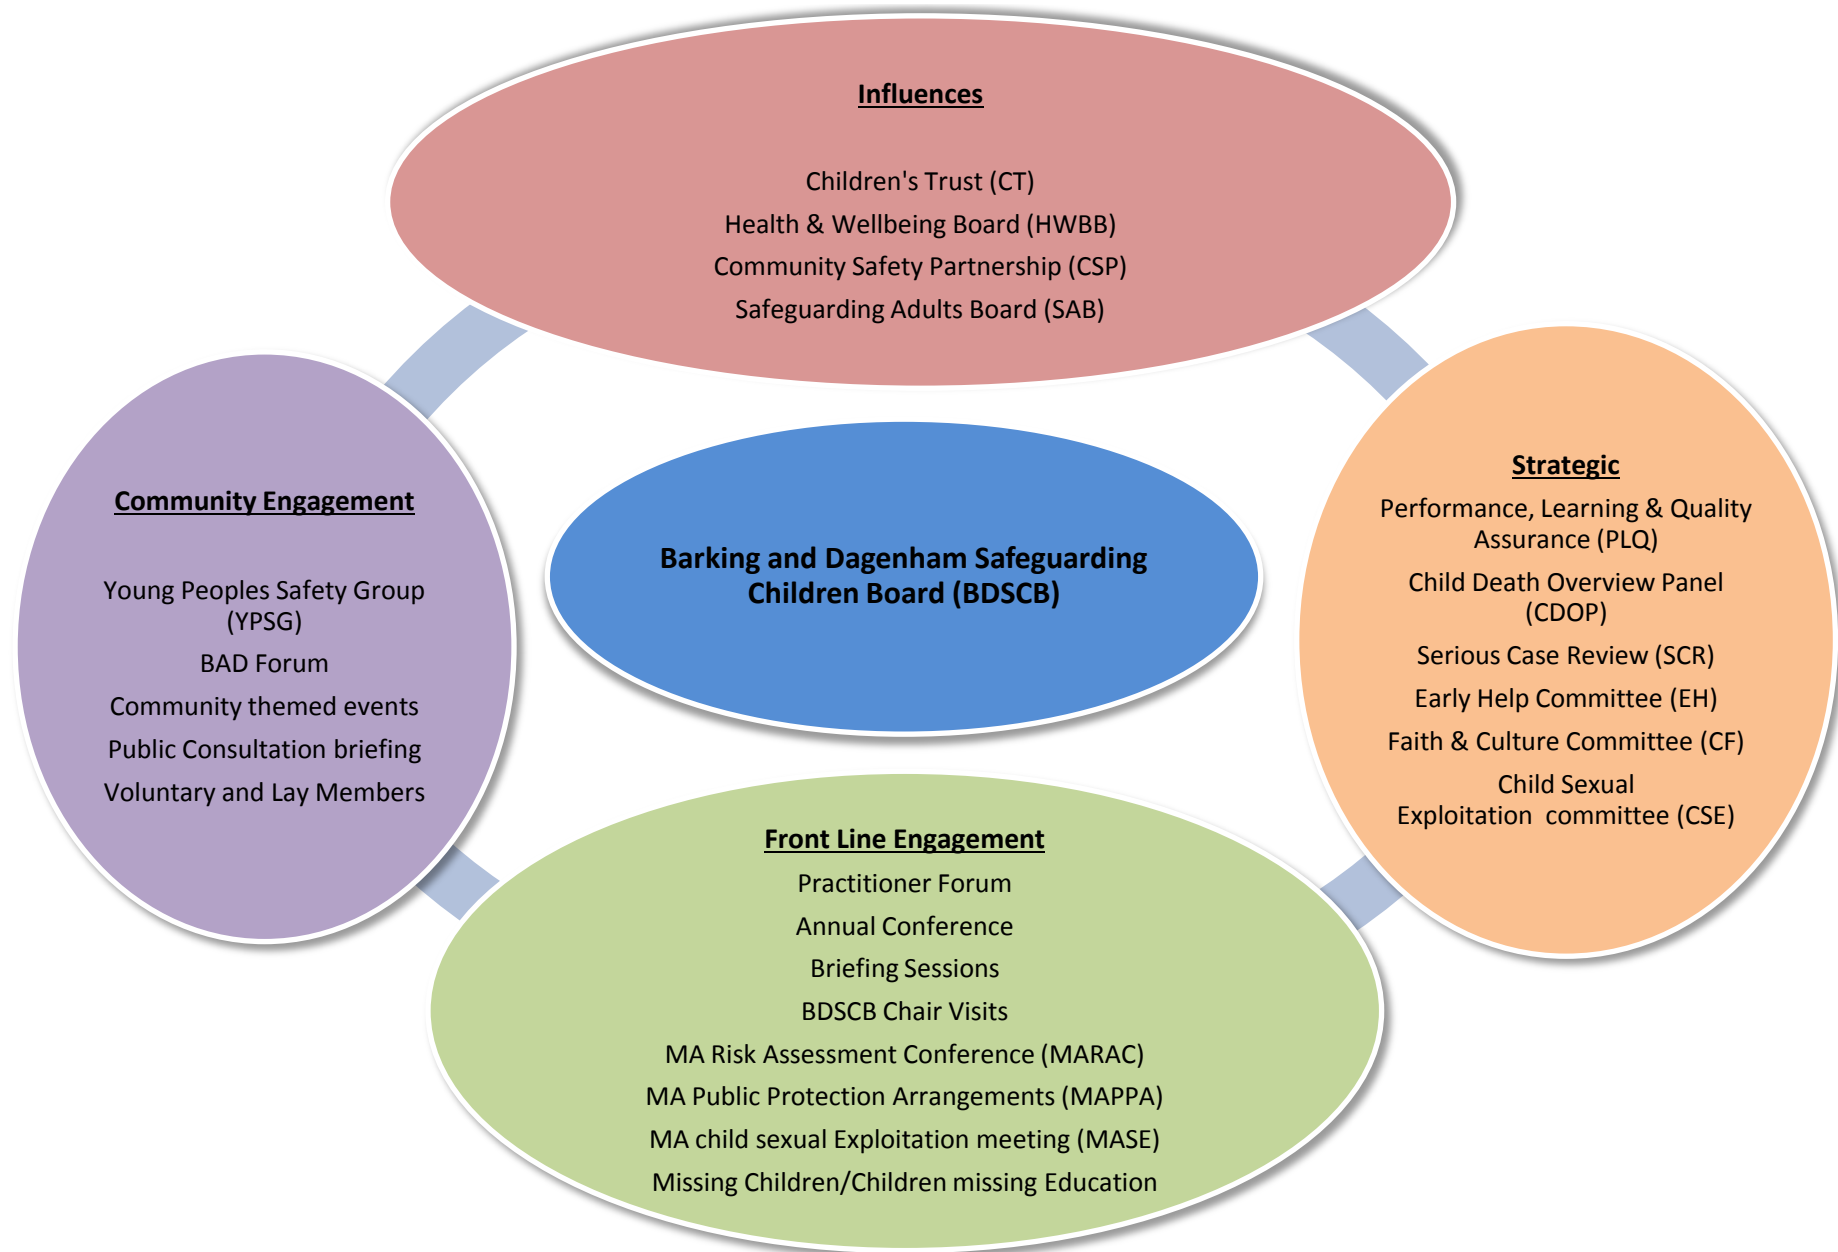 Influences
Children's Trust (CT)
Health & Wellbeing Board (HWBB)
Community Safety Partnership (CSP)
Safeguarding Adults Board (SAB)
Community Engagement
Young Peoples Safety Group
(YPSG)
BAD Forum
Community themed events
Public Consultation briefing
Voluntary and Lay Members
Barking and Dagenham Safeguarding
Children Board (BDSCB)
Strategic
Performance, Learning & Quality
Assurance (PLQ)
Child Death Overview Panel
(CDOP)
Serious Case Review (SCR)
Early Help Committee (EH)
Faith & Culture Committee (CF)
Child Sexual
Exploitation  committee (CSE)
Front Line Engagement
Practitioner Forum
Annual Conference
Briefing Sessions
BDSCB Chair Visits
MA Risk Assessment Conference (MARAC)
MA Public Protection Arrangements (MAPPA)
MA child sexual Exploitation meeting (MASE)
Missing Children/Children missing Education